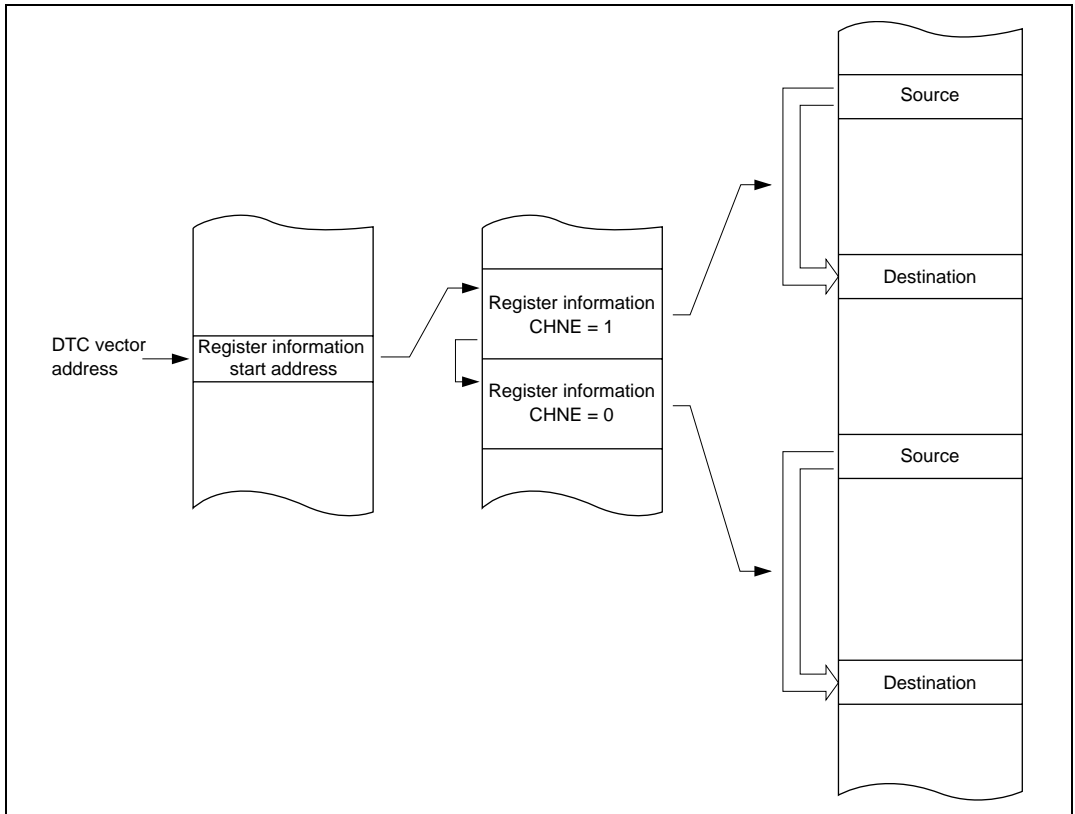 DTC vector
address
Register information
start address
Register information
CHNE = 1
Register information
CHNE = 0
Source
Destination
Source
Destination